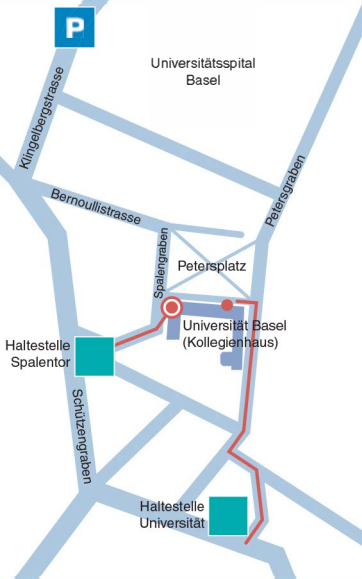 P
Universitätsspital
Basel
Klingelbergstrasse
Petersgraben
Bernoullistrasse
Spalengraben
Petersplatz
Universität Basel
(Kollegienhaus)
Haltestelle
Spalentor
Schützengraben
Haltestelle
Universität